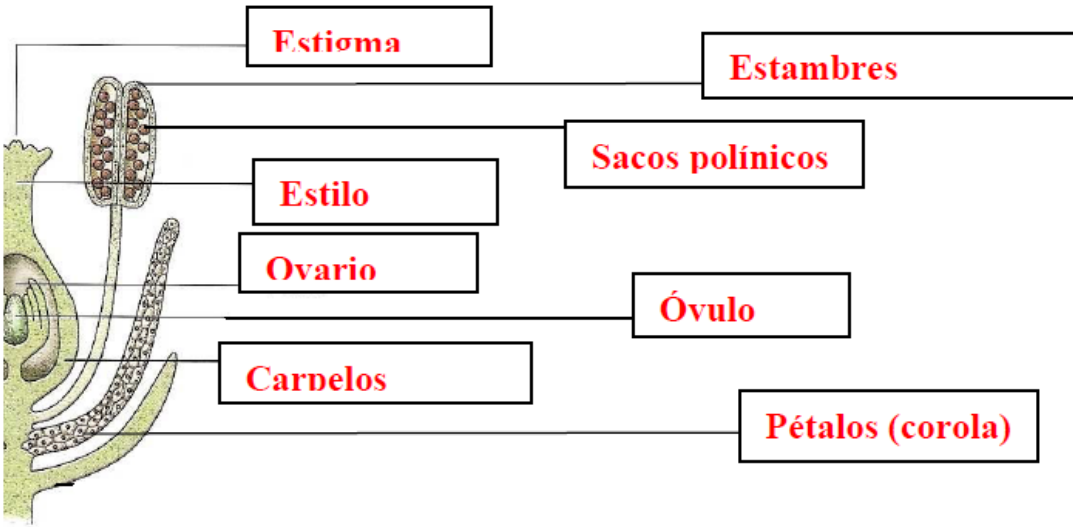 Estigma
Estambres
Sacos polínicos
Estilo
Ovario
Óvulo
Carpelos
Pétalos (corola)